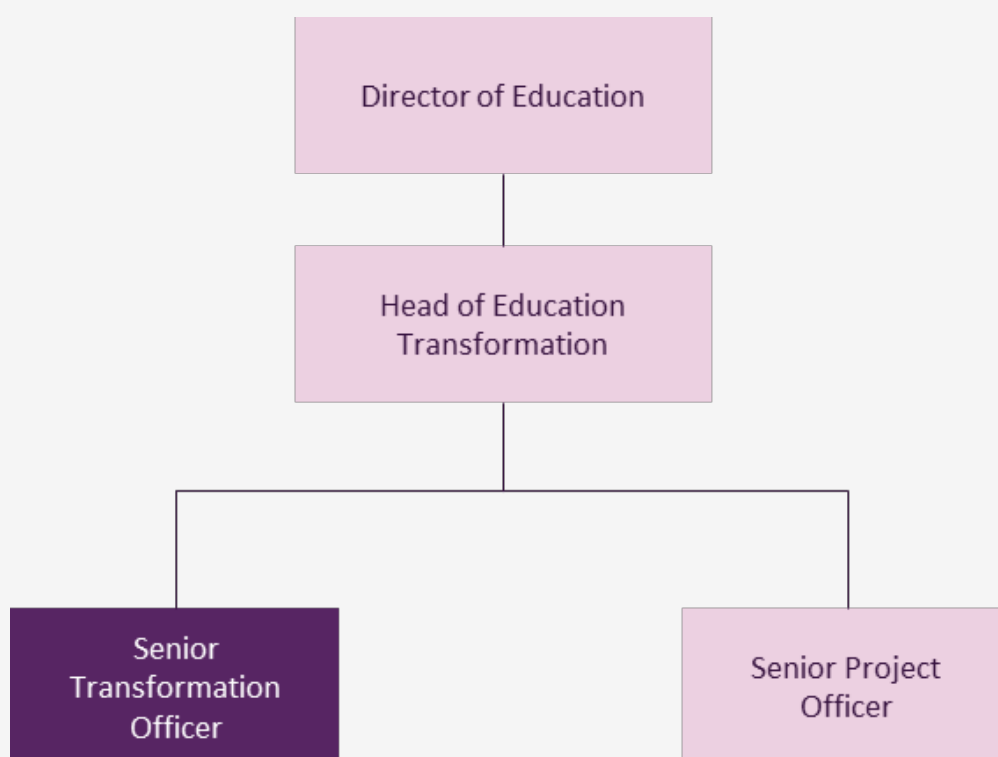 Director of Education
Head of Education
Transformation
Senior
Transformation
Officer
Senior Project
Officer